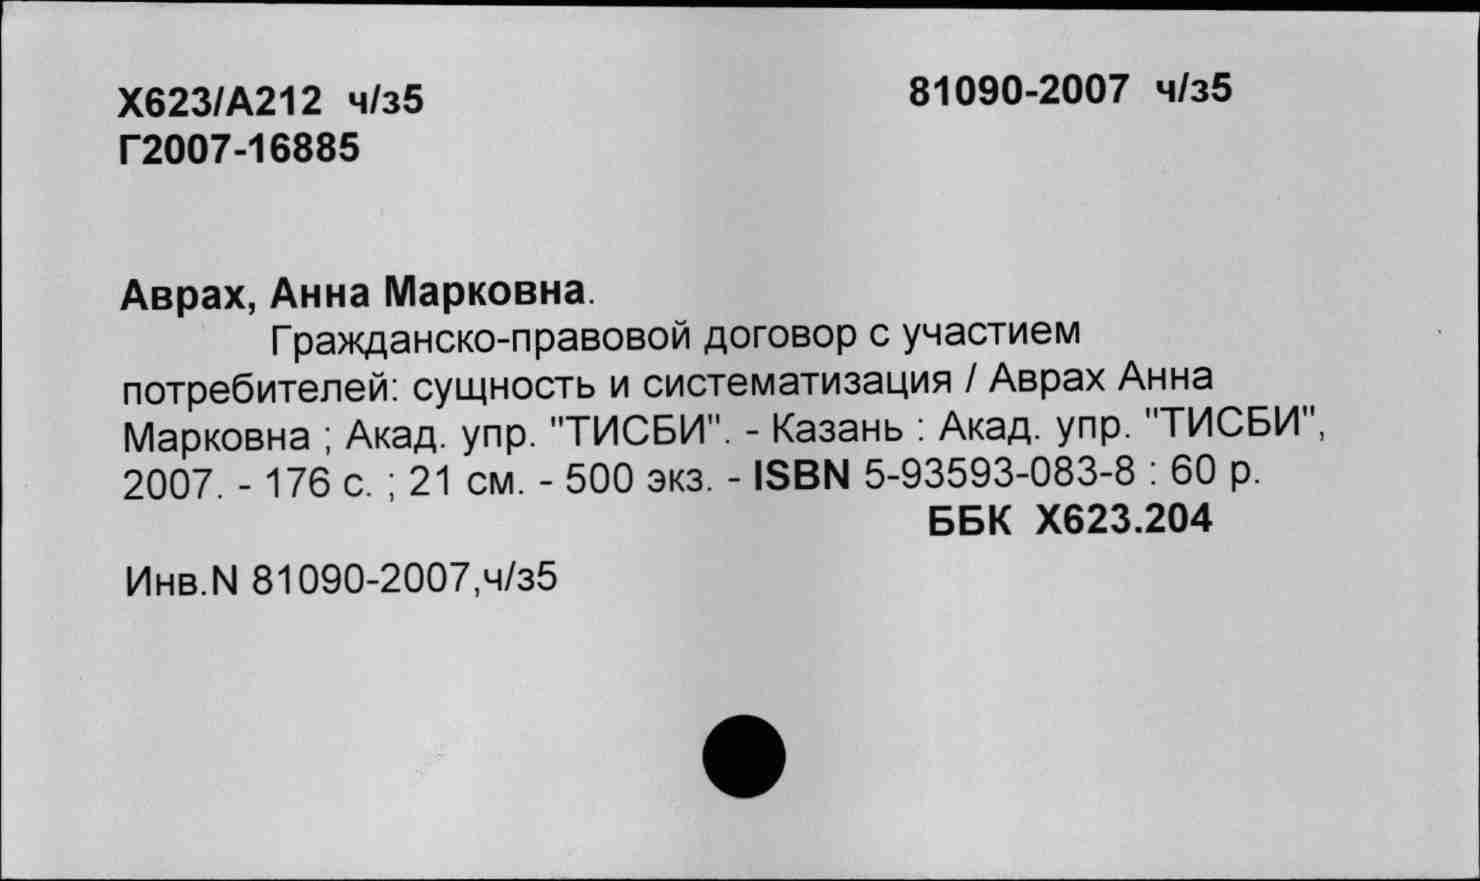 Х623/А212 ч/з5
81090-2007 ч/з5
Г2007-16885
Аврах, Анна Марковна.
Гражданско-правовой договор с участием
потребителей: сущность и систематизация / Аврах Анна
Марковна ; Акад. упр. "ТИСБИ". - Казань : Акад. упр. "ТИСБИ",
2007. - 176 с. ; 21 см. - 500 экз. - ISBN 5-93593-083-8 : 60 р.
ББК Х623.204
Инв.N 81090-2007,ч/з5